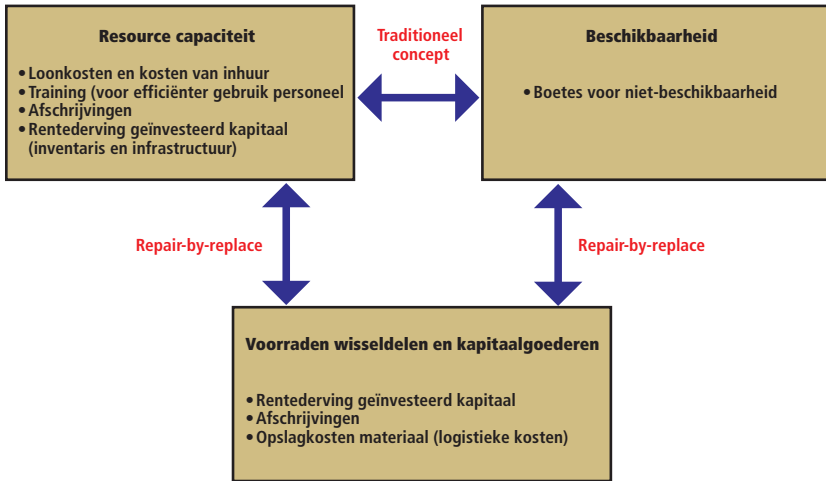 Resource capaciteit
• Loonkosten en kosten van inhuur
• Training (voor efficiënter gebruik personeel
• Afschrijvingen
• Rentederving geïnvesteerd kapitaal
(inventaris en infrastructuur)
Traditioneel
concept
Beschikbaarheid
• Boetes voor niet-beschikbaarheid
Repair-by-replace
Repair-by-replace
Voorraden wisseldelen en kapitaalgoederen
• Rentederving geïnvesteerd kapitaal
• Afschrijvingen
• Opslagkosten materiaal (logistieke kosten)